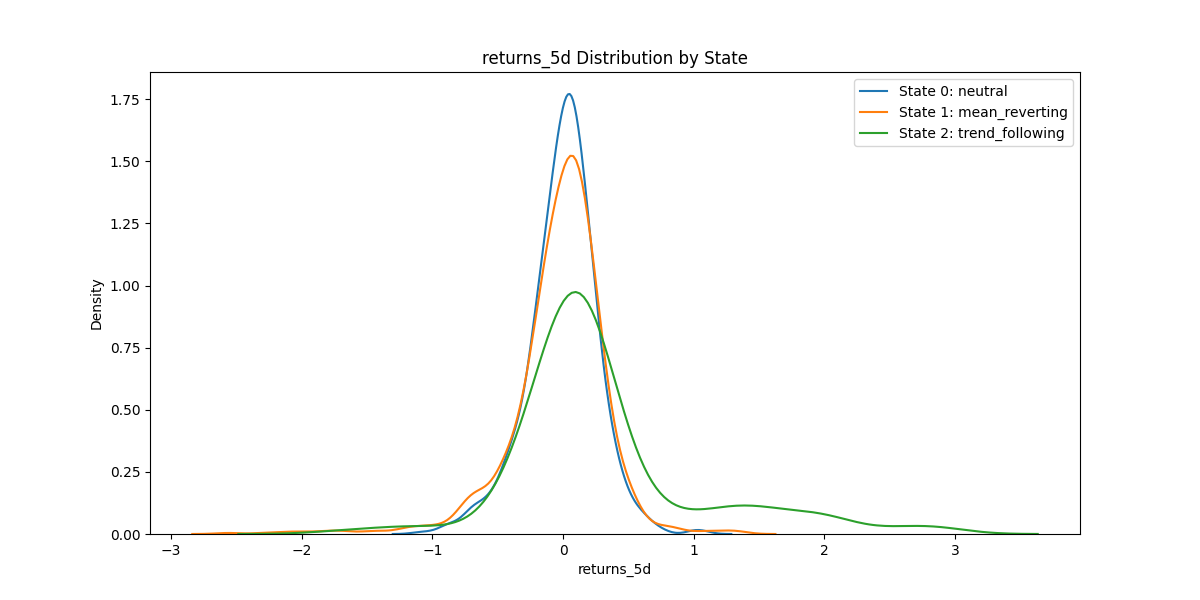 returns_5d Distribution by State
State 0: neutral
State 1: mean_reverting
State 2: trend_following
Density
1.75
1.50
1.25
1.00
0.75
0.50
0.25
0.00
−3
−2
−1
0
1
2
3
returns_5d